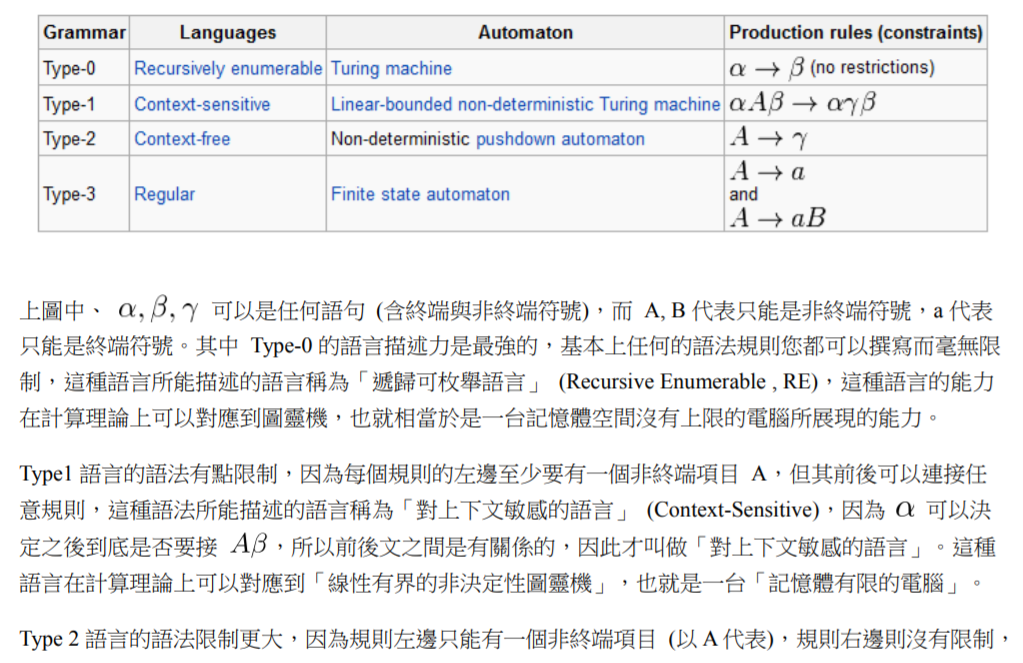 Grammar Languages Automaton Production rules (constraints)
Type-0 Recursively enumerable Turing machine α → β (no restrictions)
Type-1 Context-sensitive Linear-bounded non-deterministic Turing machine αAβ → αγβ
Type-2 Context-free Non-deterministic pushdown automaton A → γ
Type-3 Regular Finite state automaton A → a
and
A → aB
上圖中、 α, β, γ 可以是任何語句 (含終端與非終端符號),而 A, B 代表只能是非終端符號,a 代表
只能是終端符號。其中 Type-0 的語言描述力是最強的,基本上任何的語法規則您都可以撰寫而毫無限
制,這種語言所能描述的語言稱為「遞歸可枚舉語言」 (Recursive Enumerable , RE),這種語言的能力
在計算理論上可以對應到圖靈機,也就相當於是一台記憶體空間沒有上限的電腦所展現的能力。
Type1 語言的語法有點限制,因為每個規則的左邊至少要有一個非終端項目 A,但其前後可以連接任
意規則,這種語法所能描述的語言稱為「對上下文敏感的語言」 (Context-Sensitive),因為 α 可以決
定之後到底是否要接 Aβ,所以前後文之間是有關係的,因此才叫做「對上下文敏感的語言」。這種
語言在計算理論上可以對應到「線性有界的非決定性圖靈機」,也就是一台「記憶體有限的電腦」。
Type 2 語言的語法限制更大,因為規則左邊只能有一個非終端項目 (以 A 代表),規則右邊則沒有限制,